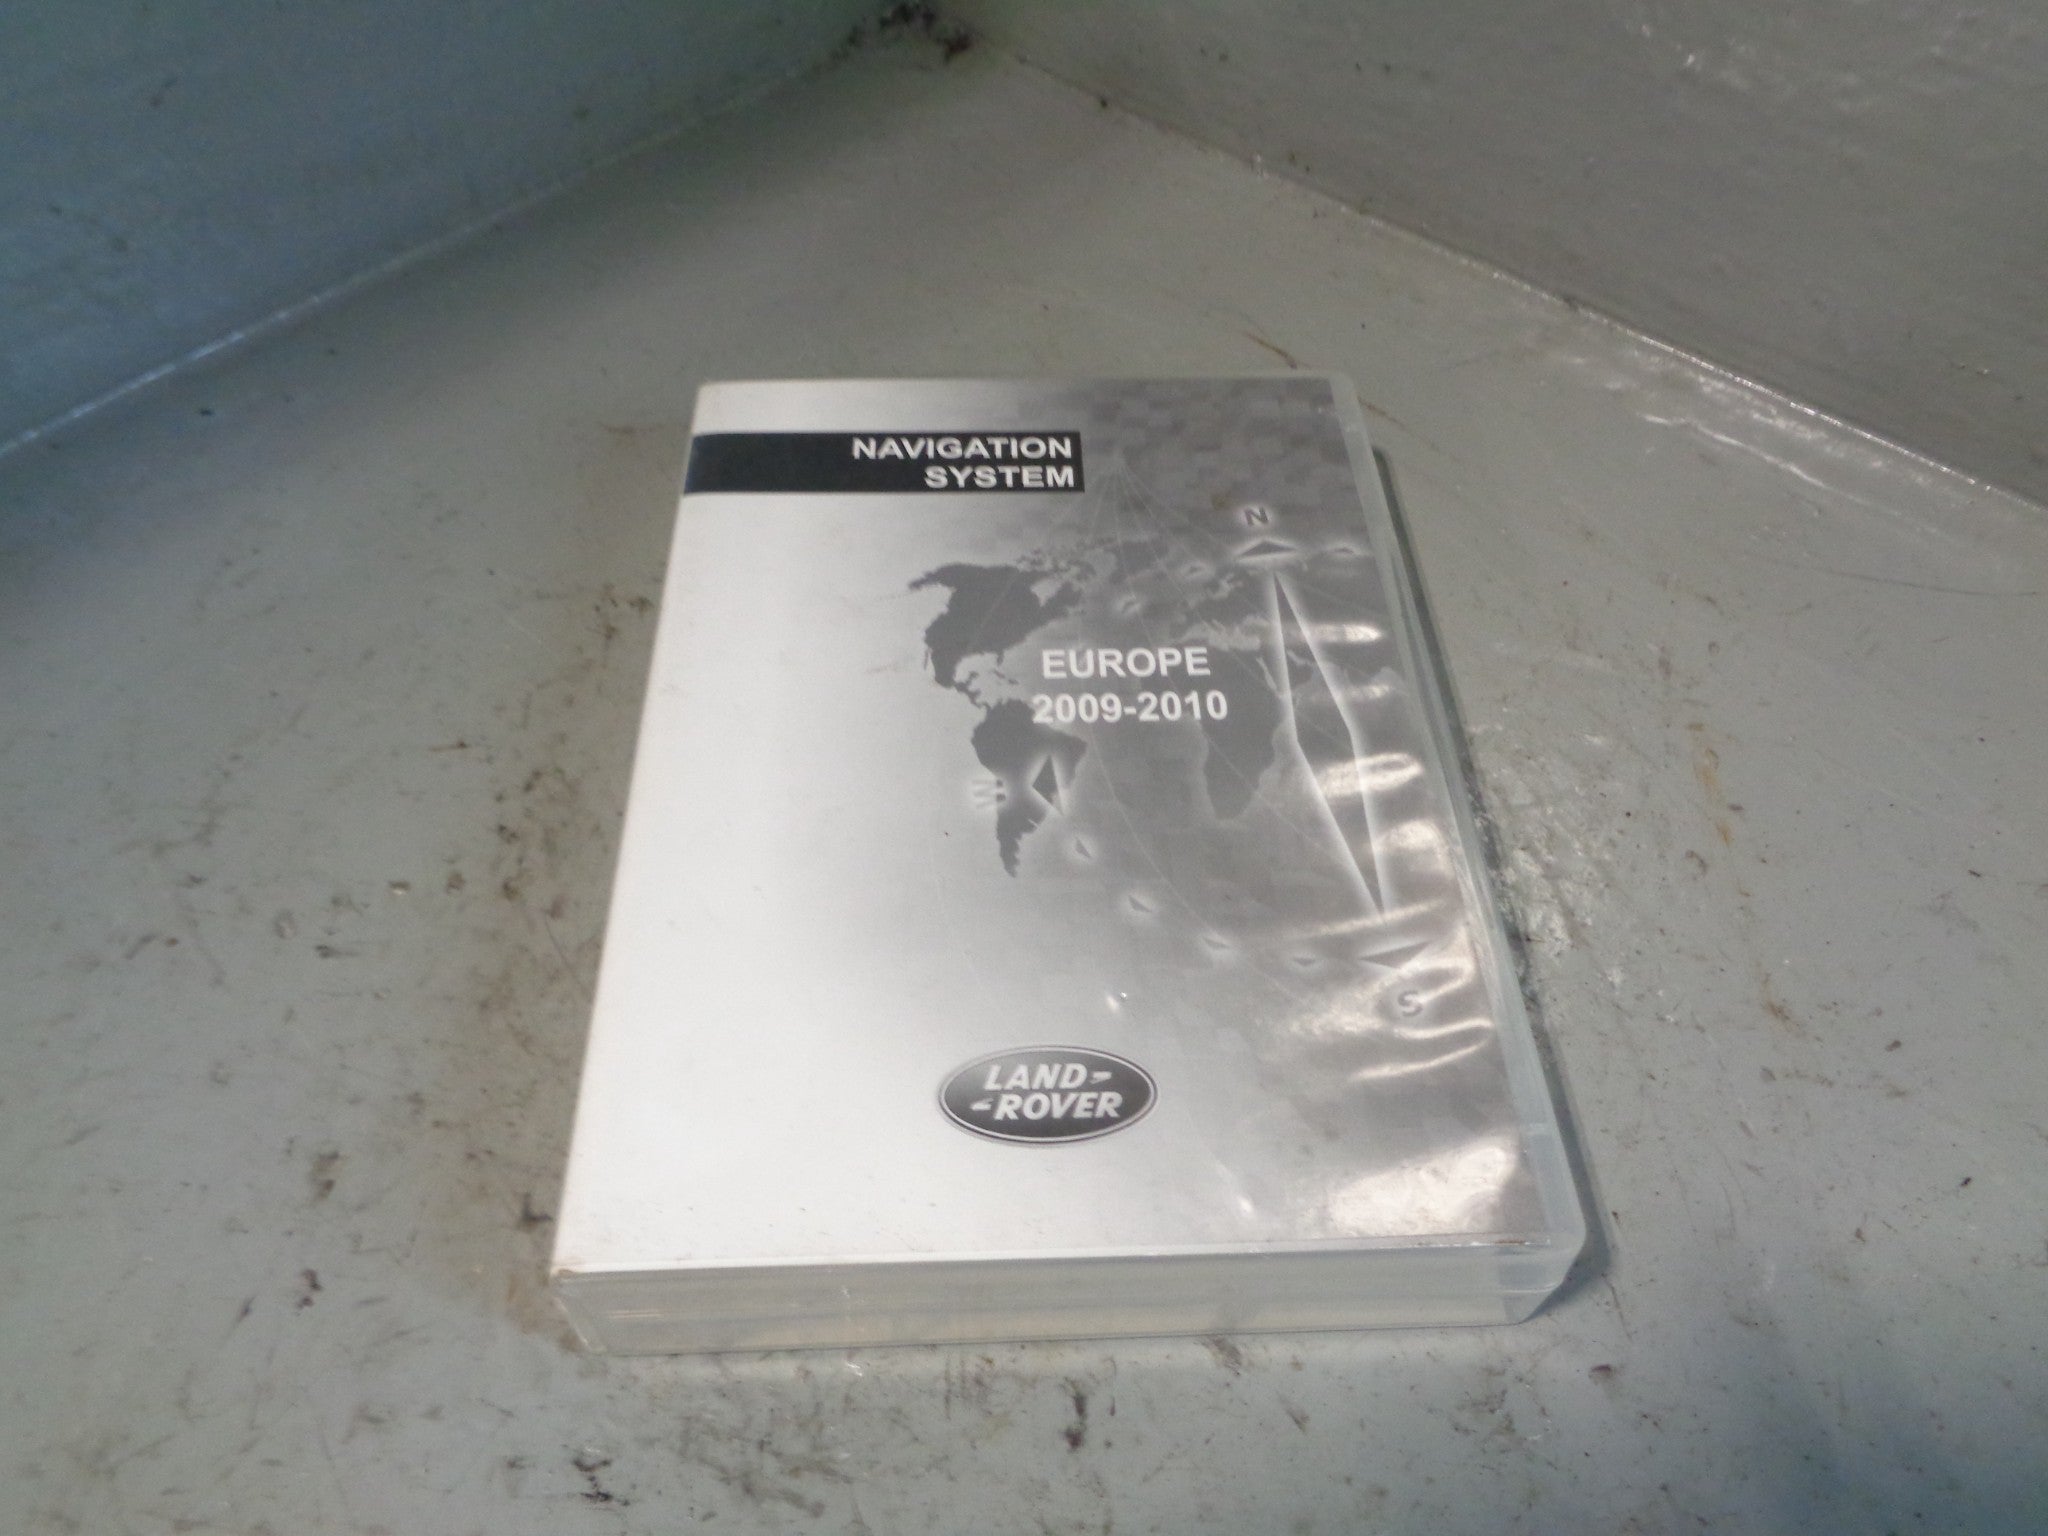 NAVIGATION
SYSTEM
N
EUROPE
2009-2010
W
S
LAND
ROVER